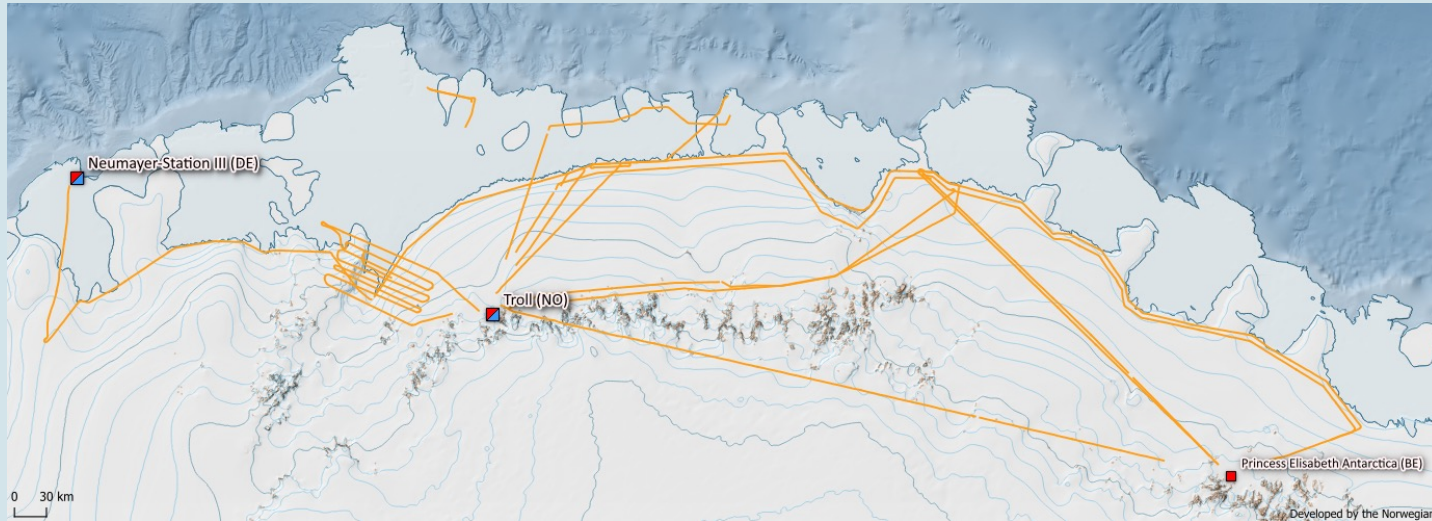 Neumayer-Station III (DE)
Troll (NO)
Princess Elisabeth Antarctica (BE)
0 30 km
Developed by the Norwegian